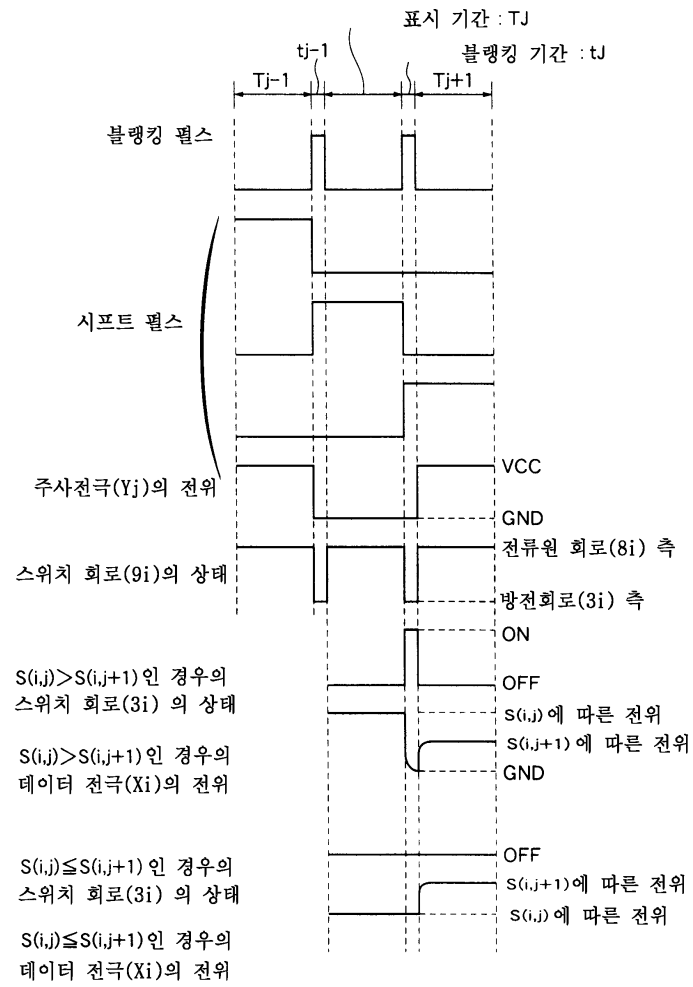 표시 기간 : TJ
tj-1
블랭킹 기간 : tJ
Tj-1
Tj+1
블랭킹 펄스
시프트 펄스
VCC
주사전극(Yj)의 전위
GND
전류원 회로(8i) 측
스위치 회로(9i)의 상태
방전회로(3i) 측
ON
S(i,j)>S(i,j+1)인 경우의
스위치 회로(3i) 의 상태
OFF
S(i,j)에 따른 전위
S(i,j+1)에 따른 전위
S(i,j)>S(i,j+1)인 경우의
데이터 전극(Xi)의 전위
GND
OFF
S(i,j)≦S(i,j+1)인 경우의
스위치 회로(3i) 의 상태
S(i,j+1)에 따른 전위
S(i,j)에 따른 전위
S(i,j)≦S(i,j+1)인 경우의
데이터 전극(Xi)의 전위